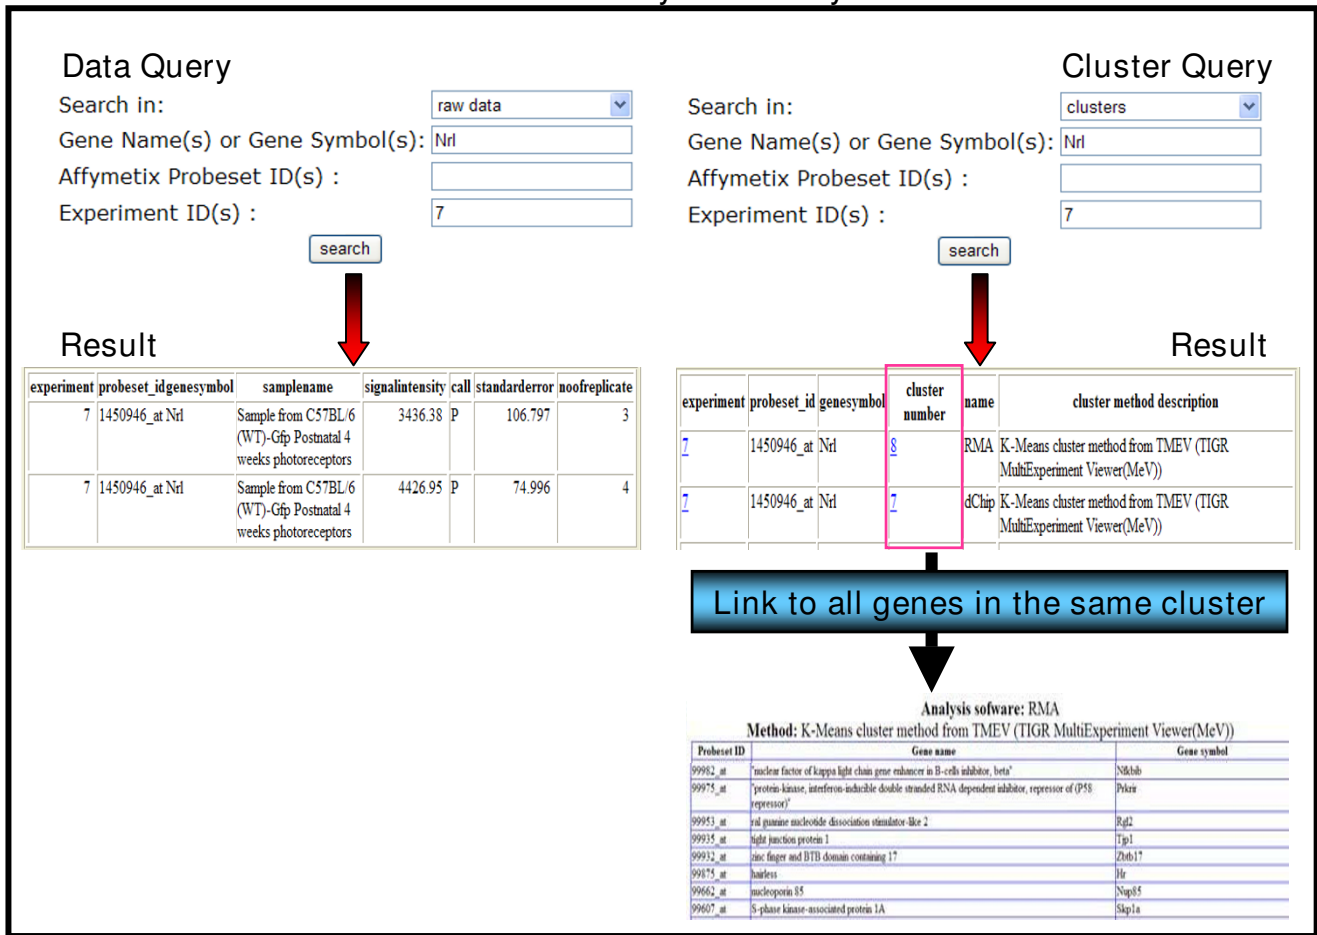 Data Query
Search in:
raw data
Gene Name(s) or Gene Symbol(s):
Nrl
Affymetix Probeset ID(s) :
Experiment ID(s) :
7
search
Result
experiment probeset_idgenesymbol samplename signalintensity call standarderror noofreplicate
7 1450946_at Nrl Sample from C57BL/6 3436.38 P 106.797 3
(WT)-Gfp Postnatal 4
weeks photoreceptors
7 1450946_at Nrl Sample from C57BL/6 4426.95 P 74.996 4
(WT)-Gfp Postnatal 4
weeks photoreceptors
Cluster Query
Search in:
clusters
Gene Name(s) or Gene Symbol(s):
Nrl
Affymetix Probeset ID(s) :
Experiment ID(s) :
7
search
Result
experiment probeset_id genesymbol cluster number name cluster method description
7 1450946_at Nrl 8 RMA K-Means cluster method from TMEV (TIGR
MultiExperiment Viewer(MeV))
7 1450946_at Nrl 7 dChip K-Means cluster method from TMEV (TIGR
MultiExperiment Viewer(MeV))
Link to all genes in the same cluster
Analysis sofware: RMA
Method: K-Means cluster method from TMEV (TIGR MultiExperiment Viewer(MeV))
Probeset ID Gene name Gene symbol
99982_at "nuclear factor of kappa light chain gene enhancer in B-cells inhibitor, beta" Nfkbib
99975_at "protein-kinase, interferon-inducible double stranded RNA dependent inhibitor, repressor of (P58 Prkrir
repressor)"
99953_at ral guanine nucleotide dissociation stimulator-like 2 Rgl2
99935_at tight junction protein 1 Tjp1
99932_at zinc finger and BTB domain containing 17 Zbtb17
99875_at hairless Hr
99662_at nucleoporin 85 Nup85
99607_at S-phase kinase-associated protein 1A Skp1a